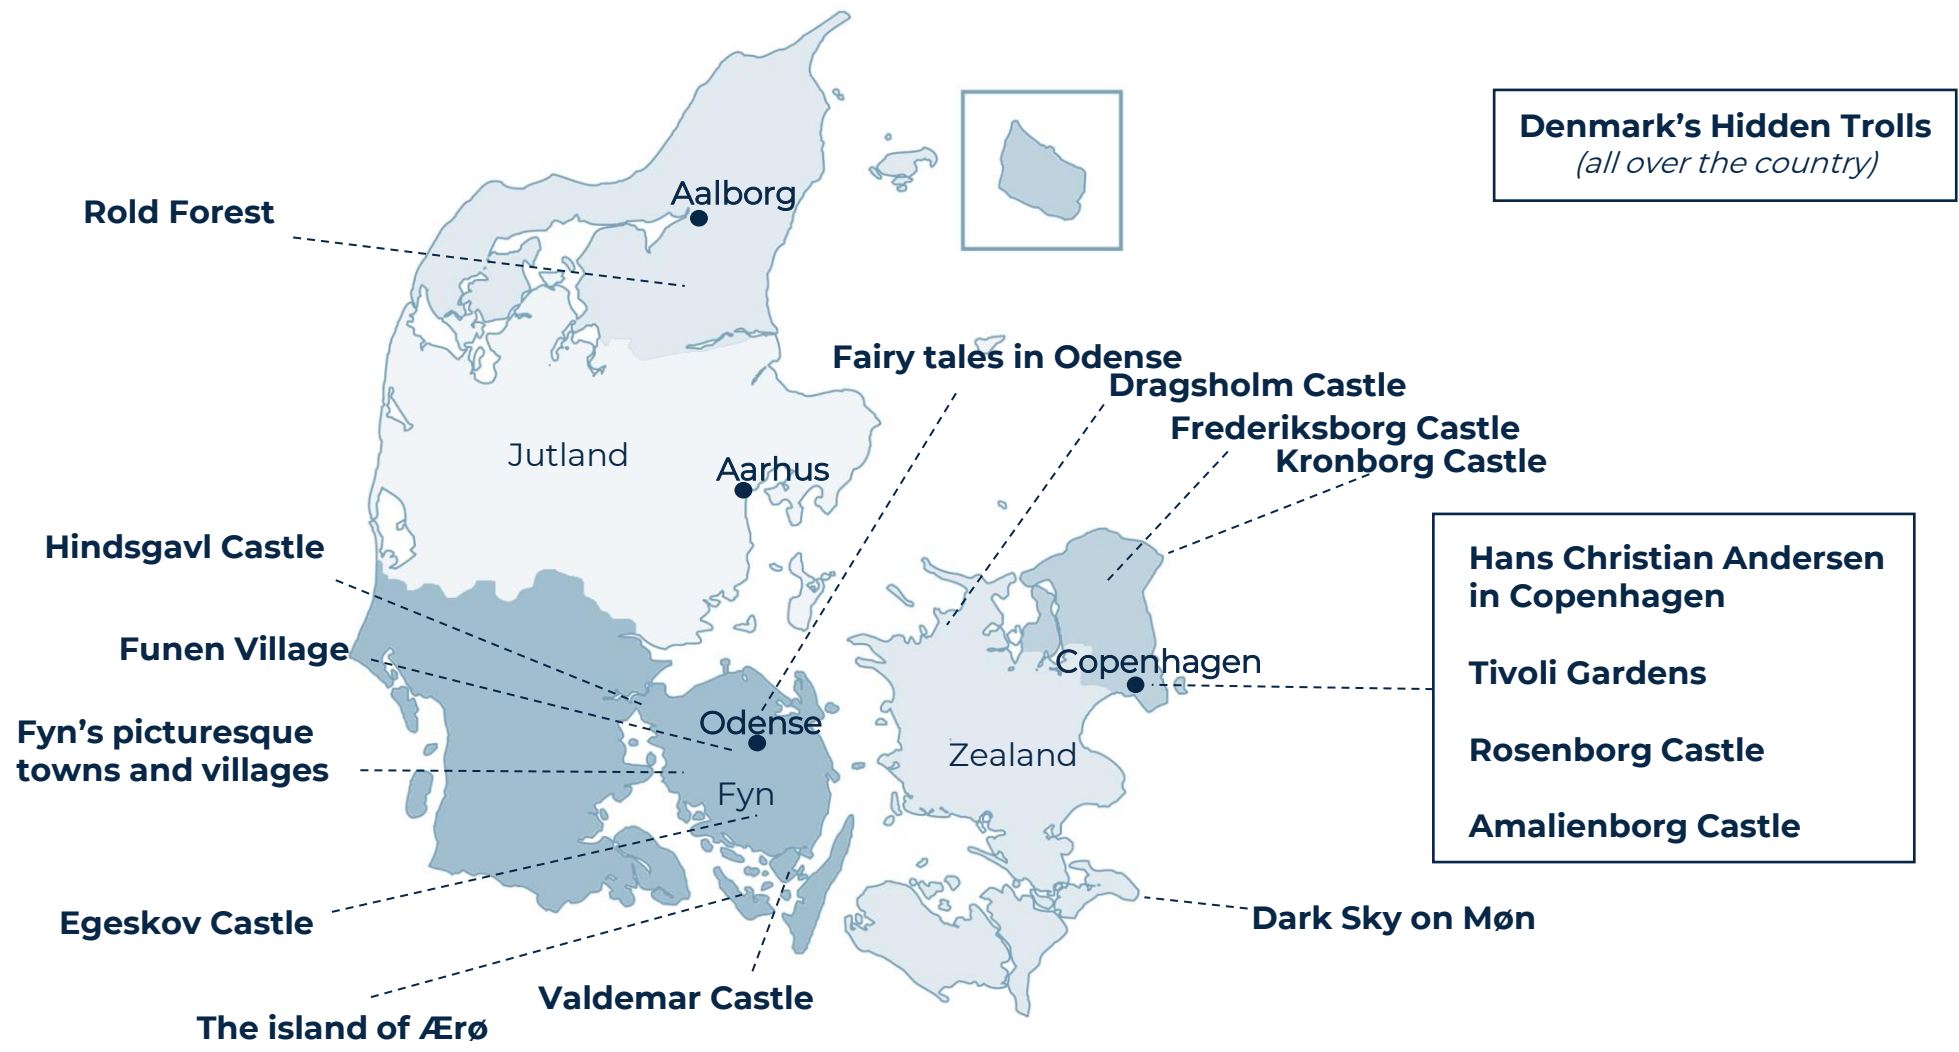 Denmark's Hidden Trolls
(all over the country)
Aalborg
Rold Forest
Fairy tales in Odense
Dragsholm Castle
Frederiksborg Castle
Kronborg Castle
Jutland
Aarhus
Hindsgavl Castle
Hans Christian Andersen
in Copenhagen
Tivoli Gardens
Rosenborg Castle
Amalienborg Castle
Funen Village
Copenhagen
Fyn's picturesque
towns and villages
Odense
Zealand
Fyn
Egeskov Castle
Dark Sky on Møn
Valdemar Castle
The island of Ærø